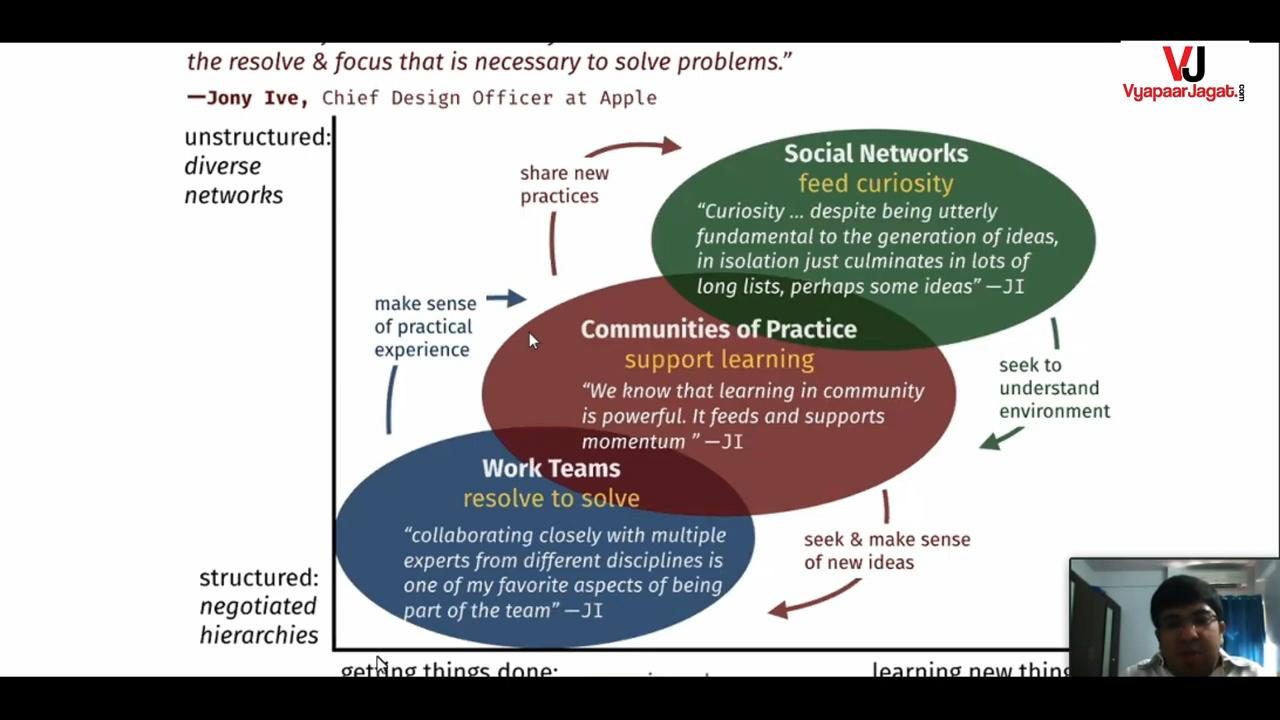 the resolve & focus that is necessary to solve problems.”
—Jony Ive, Chief Design Officer at Apple
VJ
VyapaarJagat.com
unstructured:
diverse
networks
share new
practices
Social Networks
feed curiosity
“Curiosity ... despite being utterly
fundamental to the generation of ideas,
in isolation just culminates in lots of
long lists, perhaps some ideas” —JI
make sense
of practical
experience
Communities of Practice
support learning
“We know that learning in community
is powerful. It feeds and supports
momentum ” —JI
seek to
understand
environment
Work Teams
resolve to solve
“collaborating closely with multiple
experts from different disciplines is
one of my favorite aspects of being
part of the team” —JI
seek & make sense
of new ideas
structured:
negotiated
hierarchies
getting things done:
learning new thing